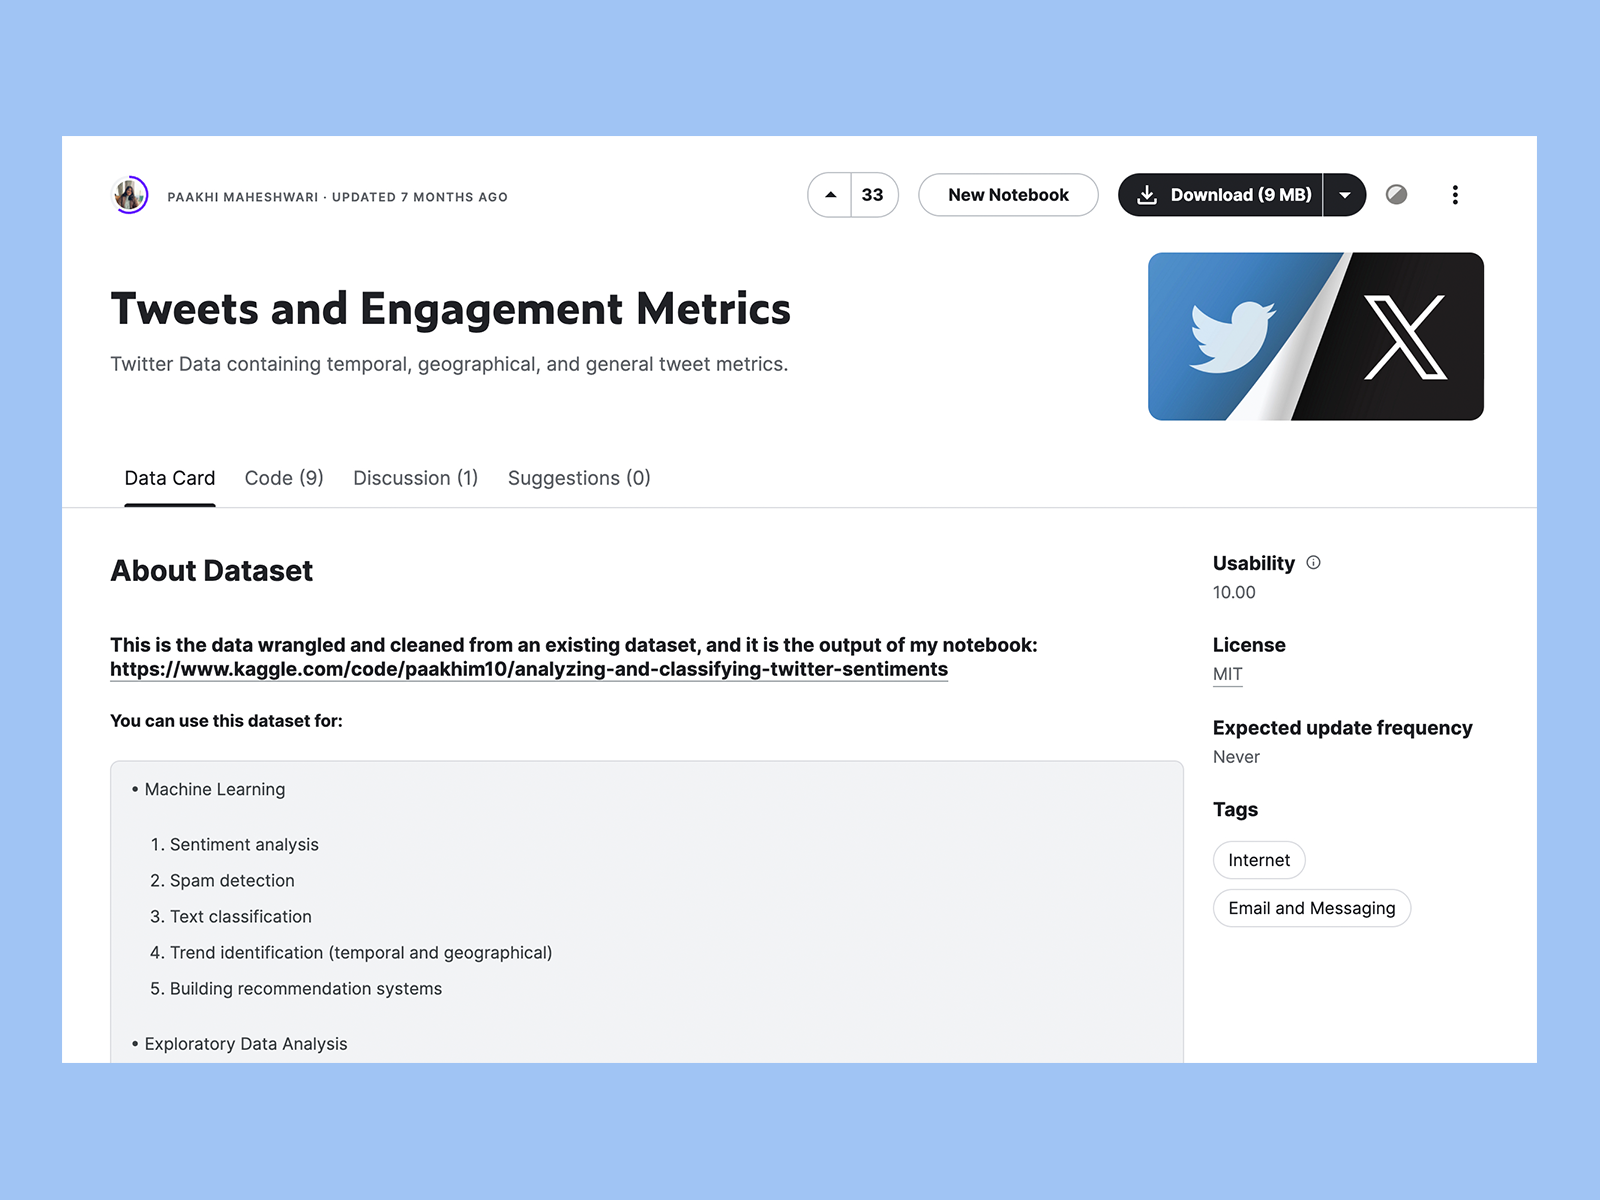 PAAKHI MAHESHWARI · UPDATED 7 MONTHS AGO
33
New Notebook
Download (9 MB)
Tweets and Engagement Metrics
Twitter Data containing temporal, geographical, and general tweet metrics.
Data Card
Code (9)
Discussion (1)
Suggestions (0)
About Dataset
This is the data wrangled and cleaned from an existing dataset, and it is the output of my notebook:
https://www.kaggle.com/code/paakhim10/analyzing-and-classifying-twitter-sentiments
You can use this dataset for:
• Machine Learning
1. Sentiment analysis
2. Spam detection
3. Text classification
4. Trend identification (temporal and geographical)
5. Building recommendation systems
• Exploratory Data Analysis
Usability
10.00
License
MIT
Expected update frequency
Never
Tags
Internet
Email and Messaging